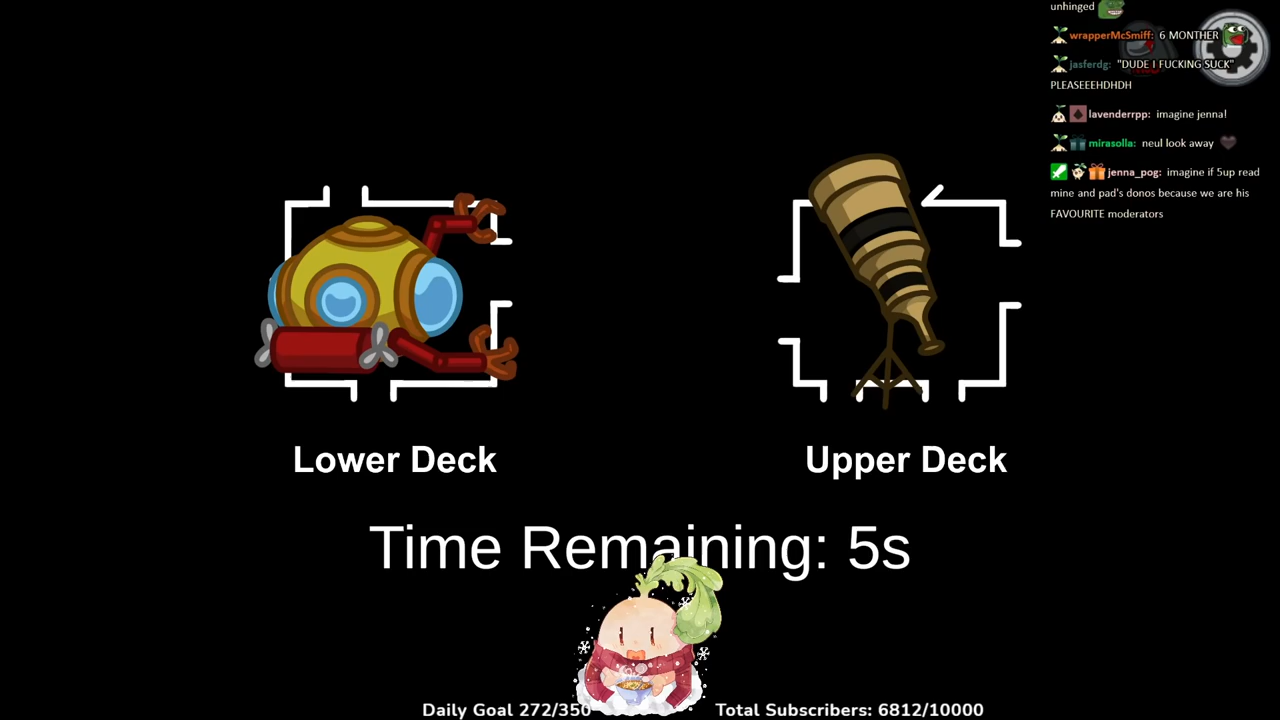 unhinged
wrapperMcSmiff: 6 MONTHER
jasferdg: "DUDE I FUCKING SUCK"
PLEASEEEHDHDH
lavenderrpp: imagine jenna!
mirasolla: neul look away
jenna_pog: imagine if 5up read
mine and pad's donos because we are his
FAVOURITE moderators
Lower Deck
Upper Deck
Time Remaining: 5s
Daily Goal 272/350
Total Subscribers: 6812/10000